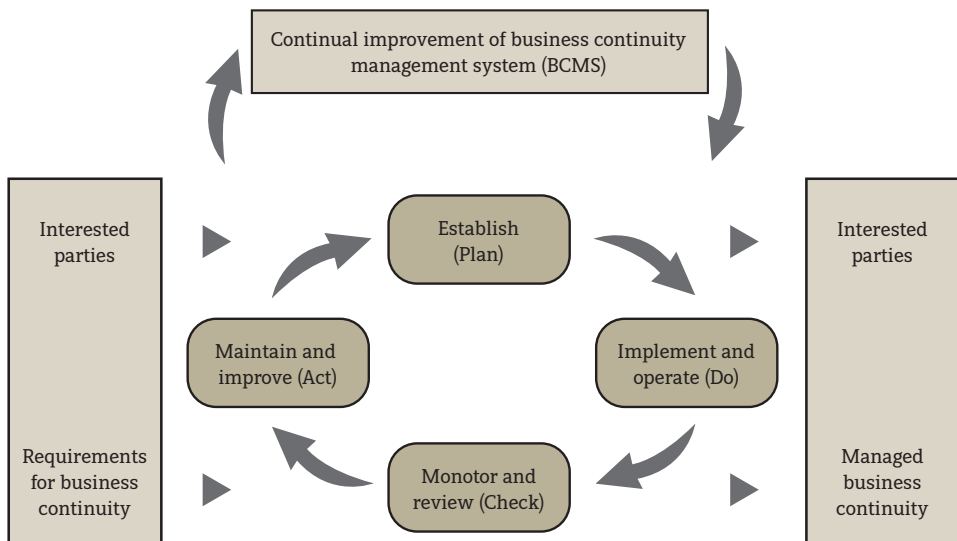 Continual improvement of business continuity
management system (BCMS)
Interested
parties
Requirements
for business
continuity
Establish
(Plan)
Maintain and
improve (Act)
Implement and
operate (Do)
Monotor and
review (Check)
Interested
parties
Managed
business
continuity